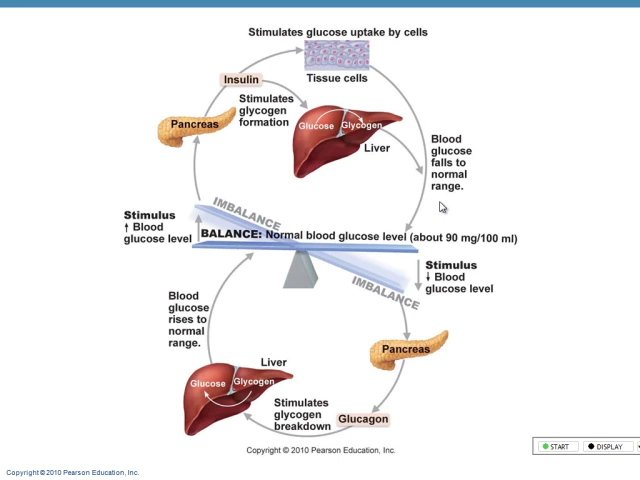 Stimulates glucose uptake by cells
Insulin
Tissue cells
Stimulates
glycogen
formation
Pancreas
Glucose
Glycogen
Liver
Blood
glucose
falls to
normal
range.
IMBALANCE
Stimulus
↑ Blood
glucose level
BALANCE: Normal blood glucose level (about 90 mg/100 ml)
Stimulus
↓ Blood
glucose level
IMBALANCE
Blood
glucose
rises to
normal
range.
Pancreas
Liver
Glucose
Glycogen
Stimulates
glycogen
breakdown
Glucagon
Copyright © 2010 Pearson Education, Inc.
START
DISPLAY
Copyright © 2010 Pearson Education, Inc.